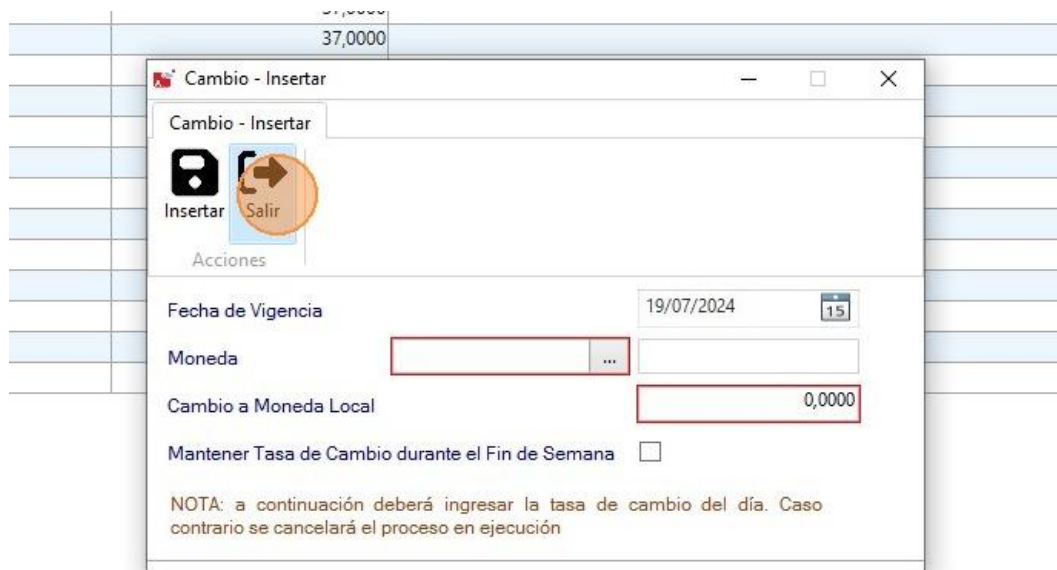 37,0000
Cambio - Insertar
Cambio - Insertar
Insertar Salir
Acciones
Fecha de Vigencia 19/07/2024 15
Moneda ...
Cambio a Moneda Local 0,0000
Mantener Tasa de Cambio durante el Fin de Semana
NOTA: a continuación deberá ingresar la tasa de cambio del día. Caso
contrario se cancelará el proceso en ejecución